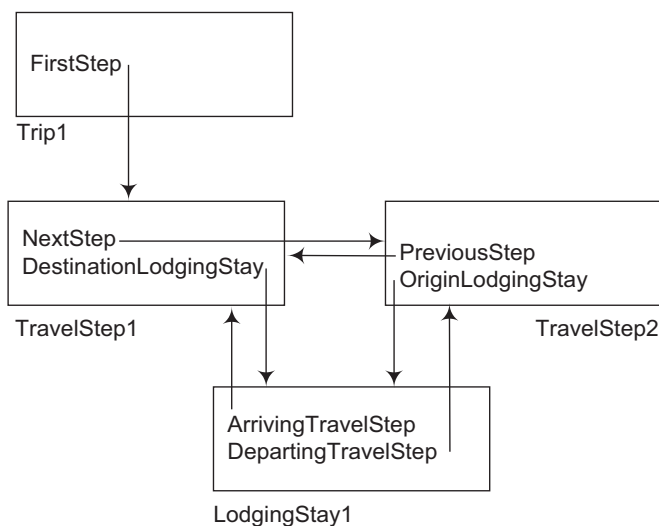 FirstStep
Trip1
NextStep
DestinationLodgingStay
TravelStep1
PreviousStep
OriginLodgingStay
TravelStep2
ArrivingTravelStep
DepartingTravelStep
LodgingStay1